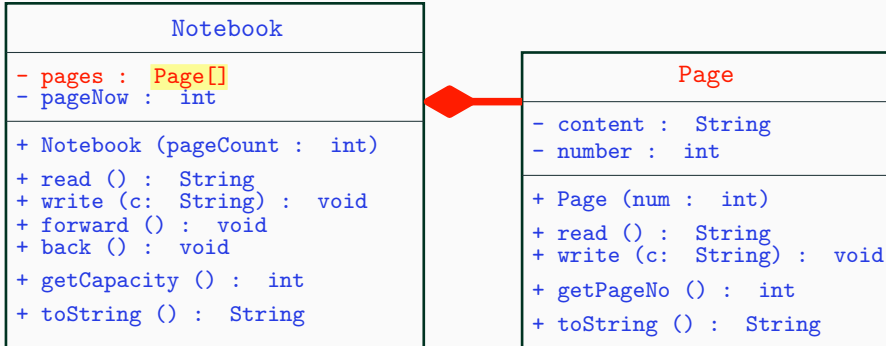 Notebook
- pages : Page[]
- pageNow : int
+ Notebook (pageCount : int)
+ read () : String
+ write (c: String) : void
+ forward () : void
+ back () : void
+ getCapacity () : int
+ toString () : String
Page
- content : String
- number : int
+ Page (num : int)
+ read () : String
+ write (c: String) : void
+ getPageNo () : int
+ toString () : String